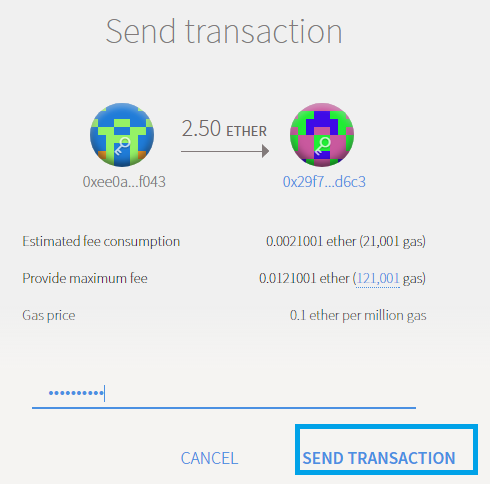 Send transaction
2.50 ETHER
0xee0a...f043
0x29f7...d6c3
Estimated fee consumption 0.0021001 ether (21,001 gas)
Provide maximum fee 0.0121001 ether (121,001 gas)
Gas price 0.1 ether per million gas
••••••••••
CANCEL SEND TRANSACTION